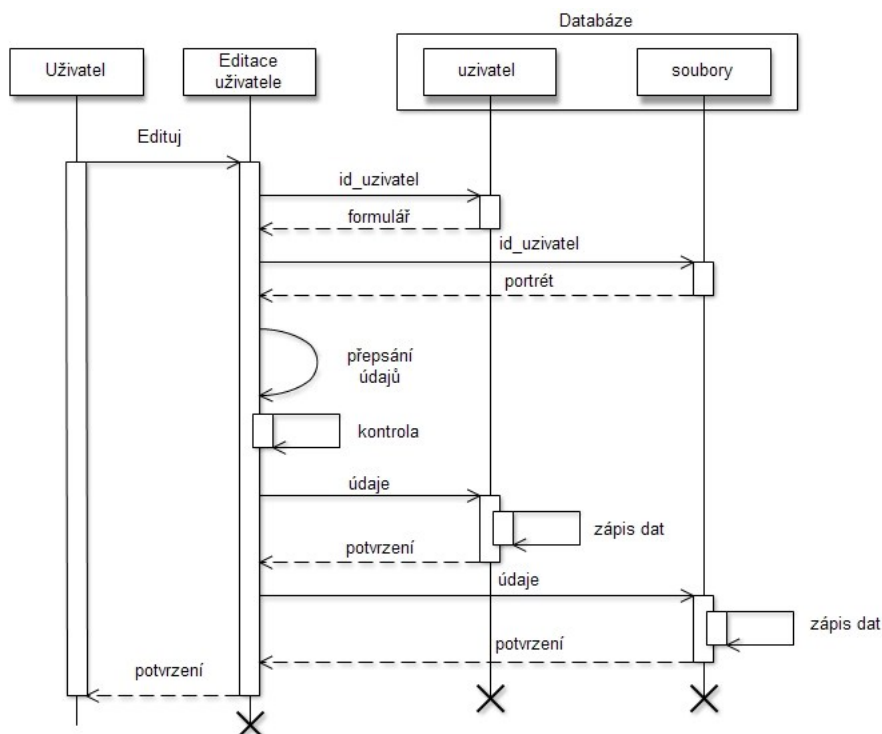 Databáze
Uživatel
Editace
uživatele
uzivatel
soubory
Edituj
id_uzivatel
formulář
id_uzivatel
portrét
přepsání
údajů
kontrola
údaje
zápis dat
potvrzení
údaje
zápis dat
potvrzení
potvrzení